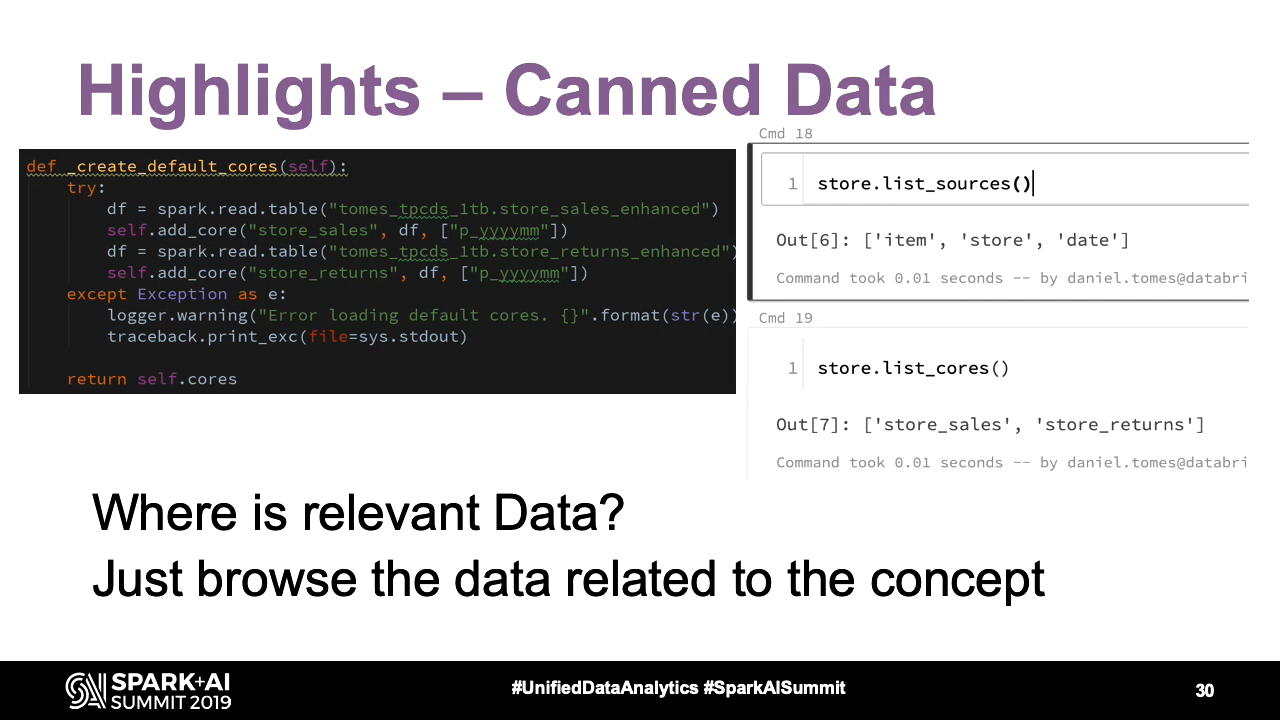 Highlights – Canned Data
def _create_default_cores(self):
try:
df = spark.read.table("tomes_tpcds_1tb.store_sales_enhanced")
self.add_core("store_sales", df, ["p_yyyymm"])
df = spark.read.table("tomes_tpcds_1tb.store_returns_enhanced")
self.add_core("store_returns", df, ["p_yyyymm"])
except Exception as e:
logger.warning("Error loading default cores. {}".format(str(e))
traceback.print_exc(file=sys.stdout)
return self.cores
Cmd 18
1 store.list_sources()
Out[6]: ['item', 'store', 'date']
Command took 0.01 seconds -- by daniel.tomes@databri
Cmd 19
1 store.list_cores()
Out[7]: ['store_sales', 'store_returns']
Command took 0.01 seconds -- by daniel.tomes@databri
Where is relevant Data?
Just browse the data related to the concept
SPARK+AI
SUMMIT 2019
#UnifiedDataAnalytics #SparkAISummit
30